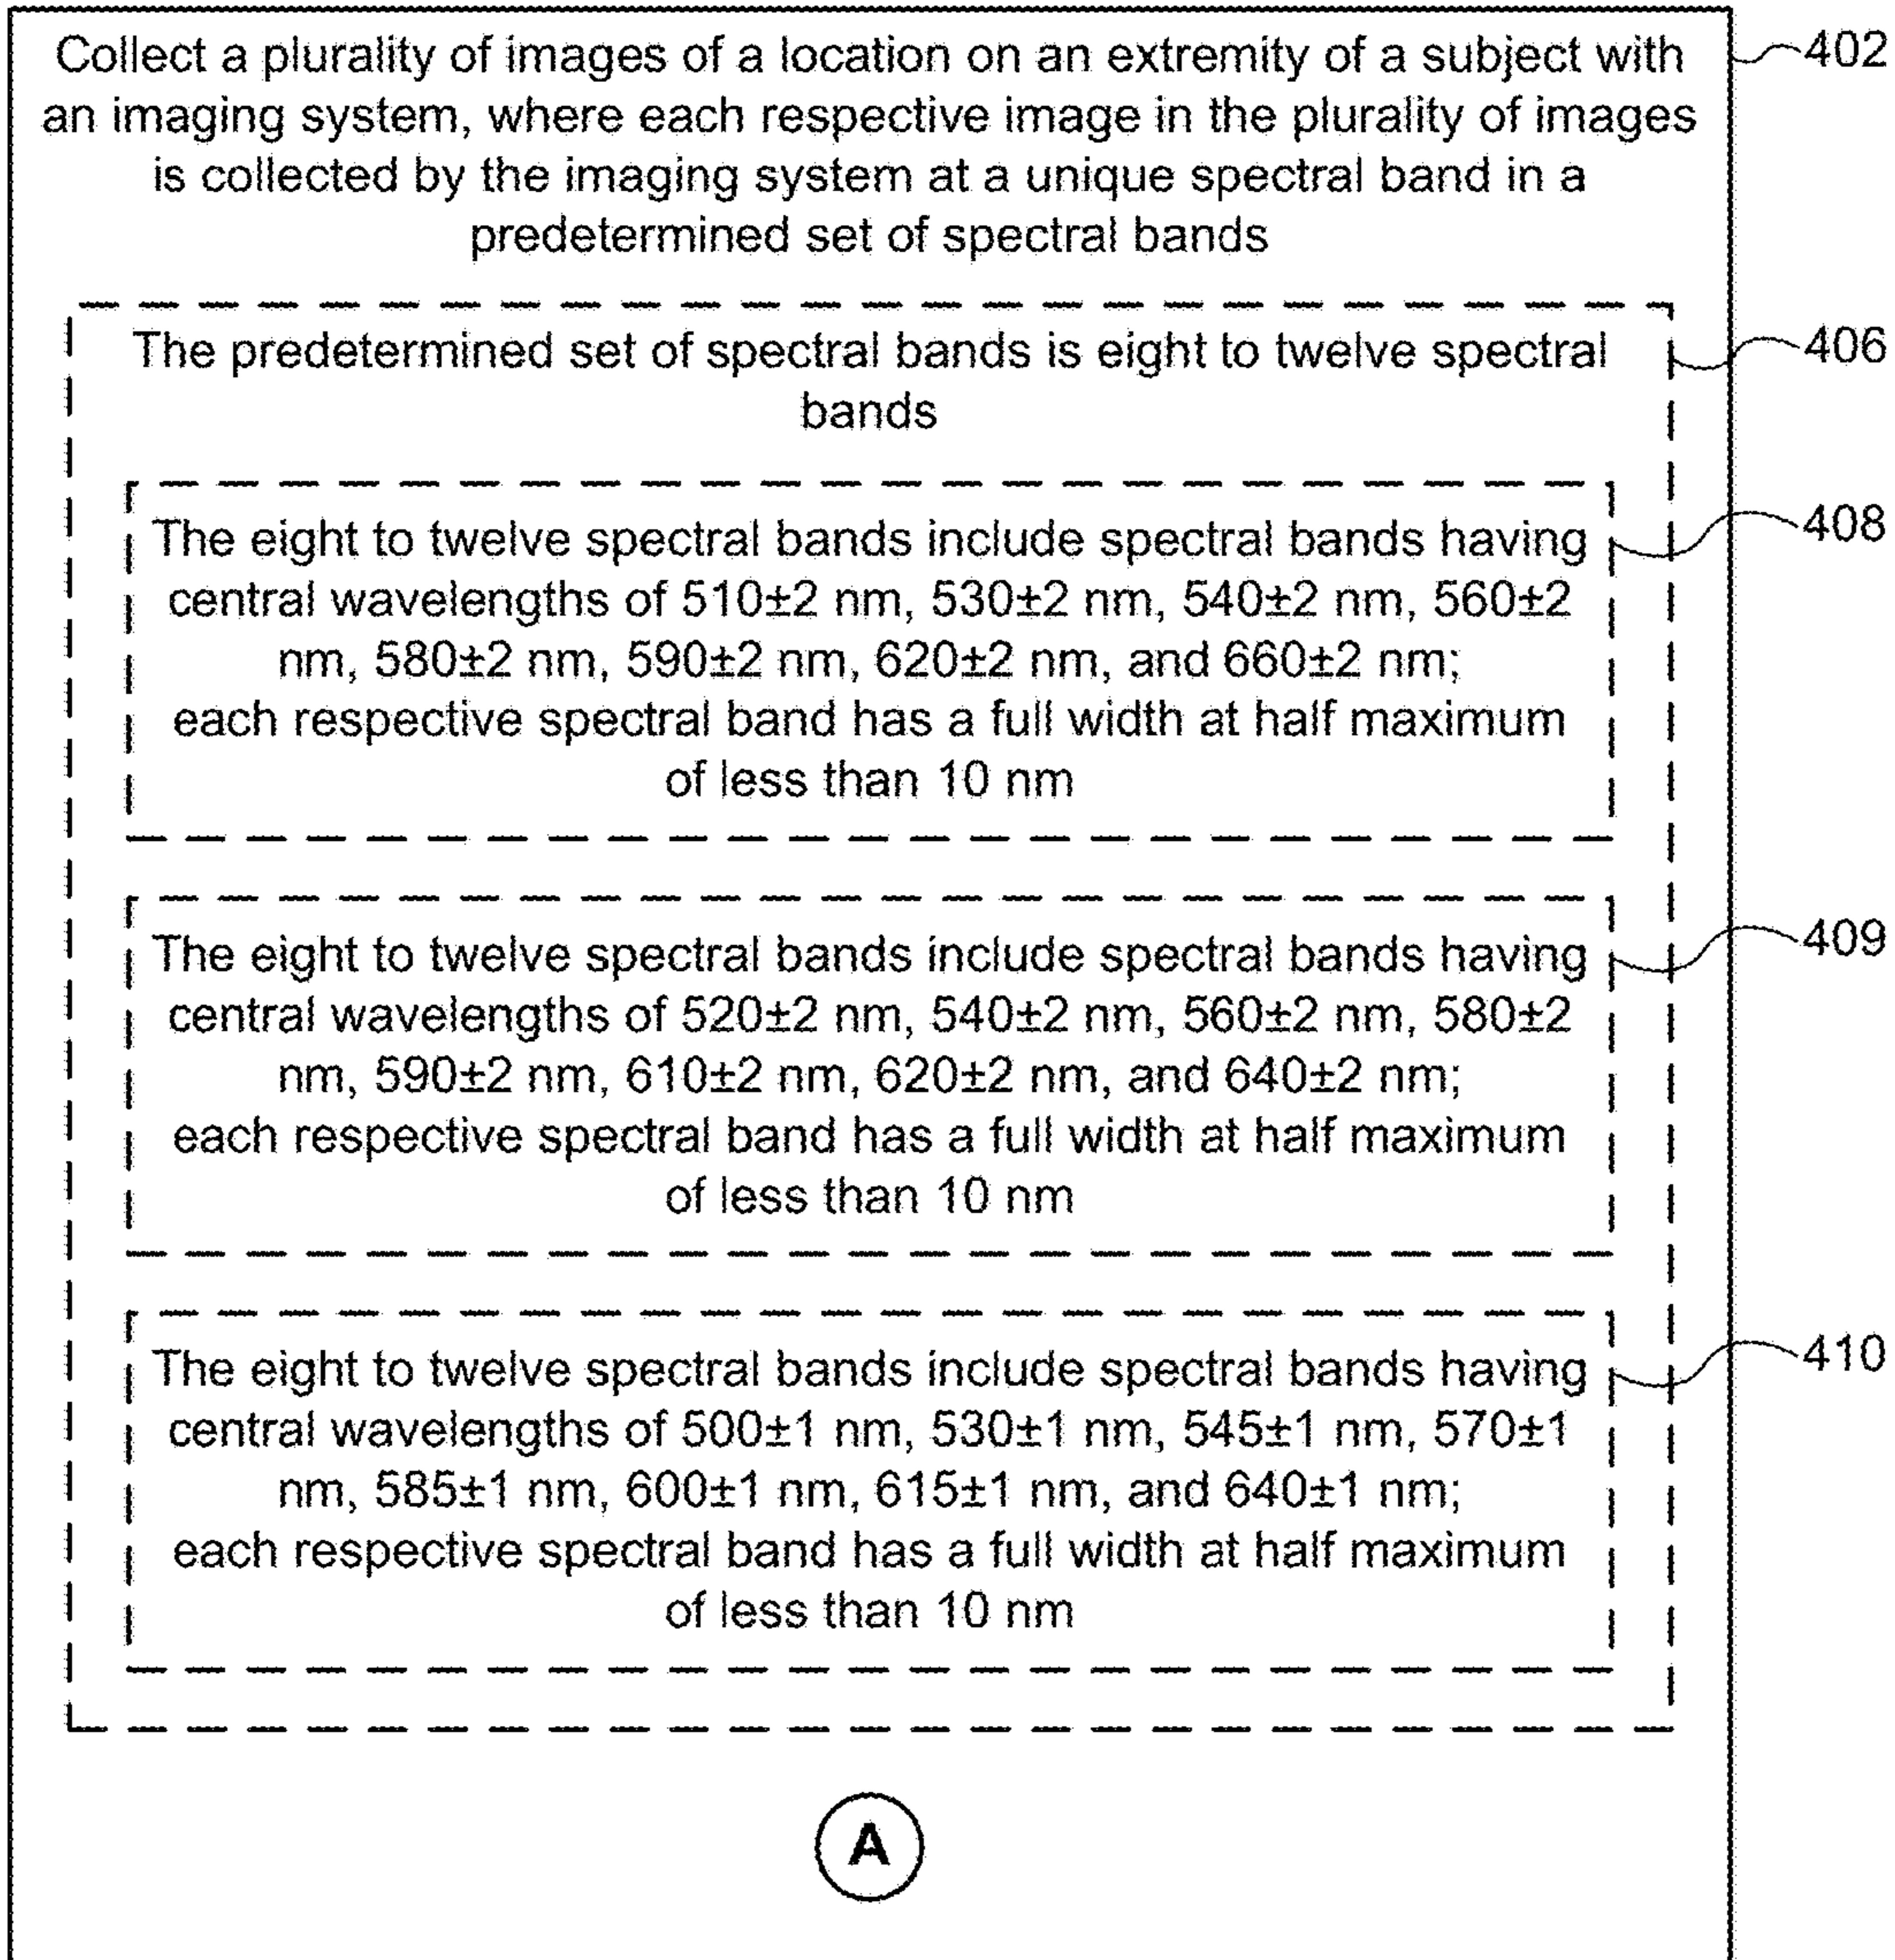 Collect a plurality of images of a location on an extremity of a subject with
402
an imaging system, where each respective image in the plurality of images
is collected by the imaging system at a unique spectral band in a
predetermined set of spectral bands
The predetermined set of spectral bands is eight to twelve spectral
406
bands
The eight to twelve spectral bands include spectral bands having
408
central wavelengths of 510±2 nm, 530±2 nm, 540±2 nm, 560±2
nm, 580±2 nm, 590±2 nm, 620±2 nm, and 660±2 nm;
each respective spectral band has a full width at half maximum
of less than 10 nm
The eight to twelve spectral bands include spectral bands having
409
central wavelengths of 520±2 nm, 540±2 nm, 560±2 nm, 580±2
nm, 590±2 nm, 610±2 nm, 620±2 nm, and 640±2 nm;
each respective spectral band has a full width at half maximum
of less than 10 nm
The eight to twelve spectral bands include spectral bands having
410
central wavelengths of 500±1 nm, 530±1 nm, 545±1 nm, 570±1
nm, 585±1 nm, 600±1 nm, 615±1 nm, and 640±1 nm;
each respective spectral band has a full width at half maximum
of less than 10 nm
A